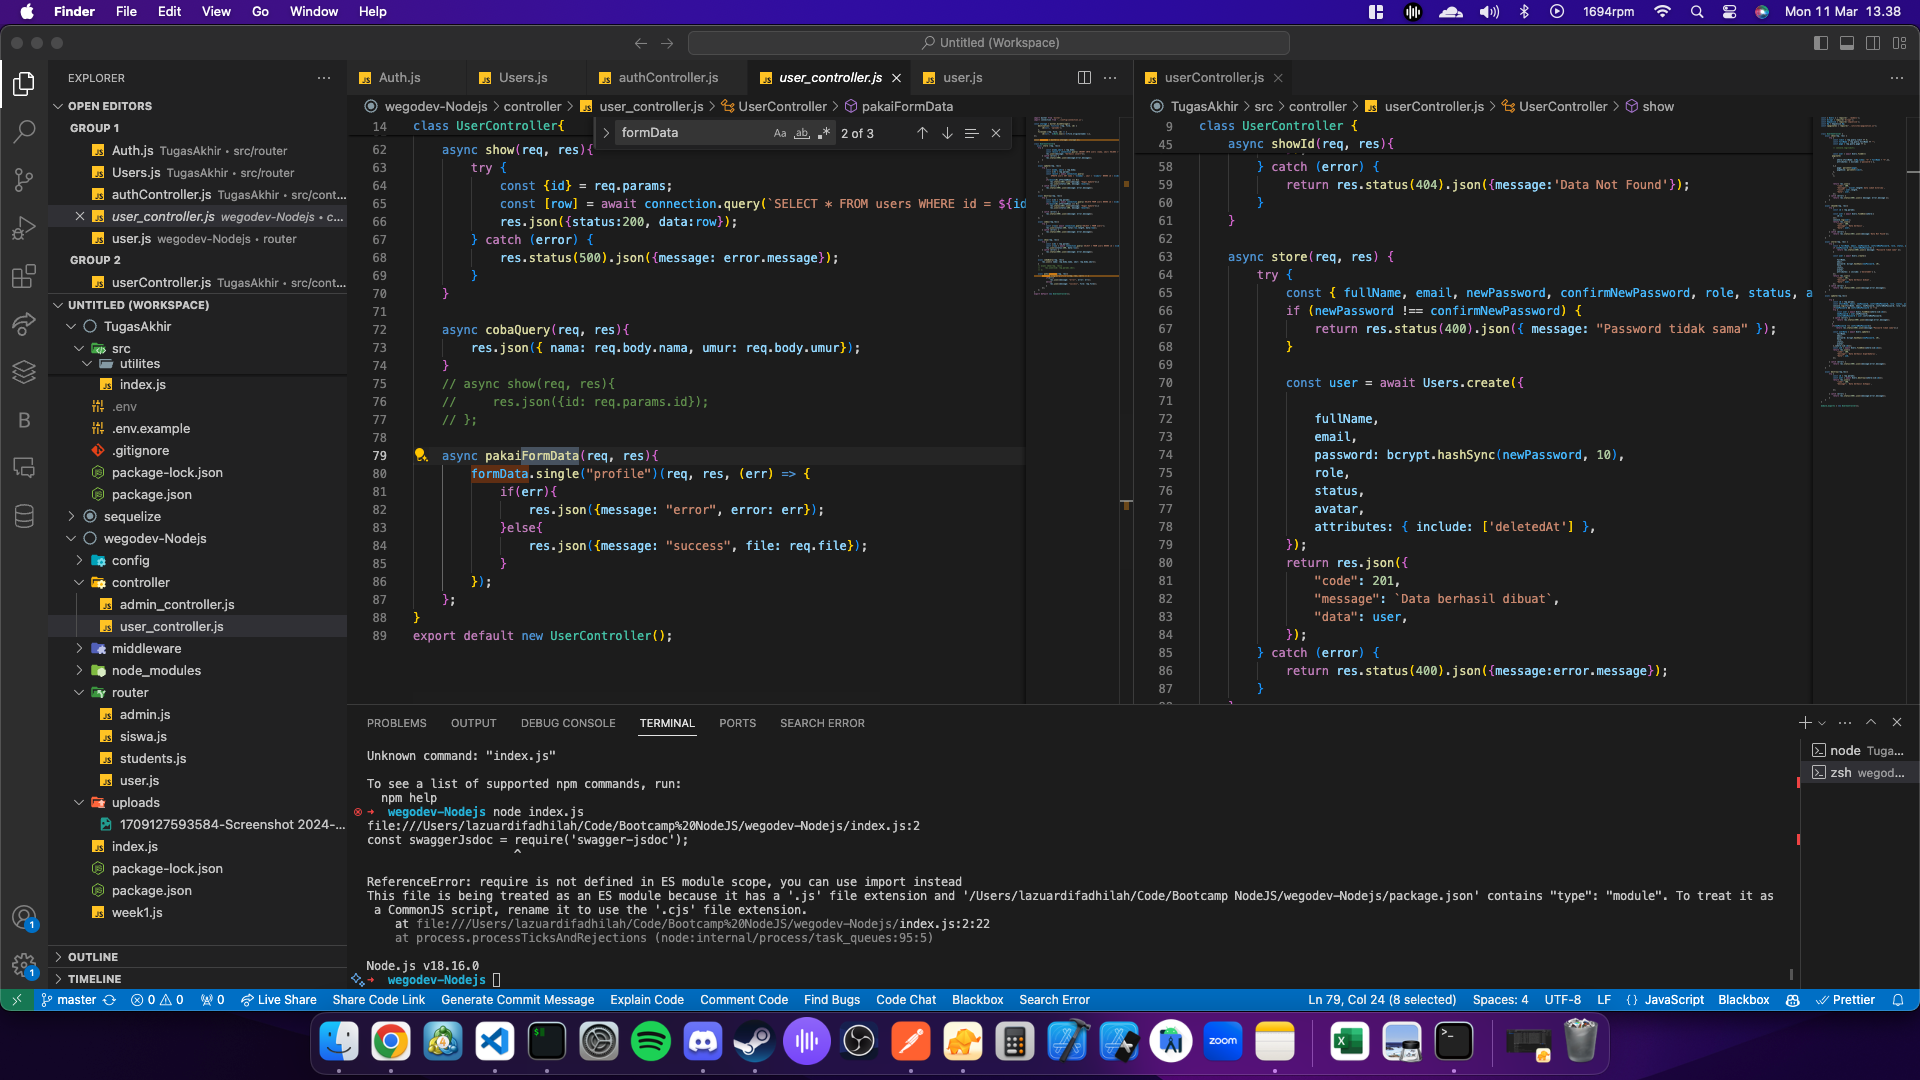 Finder File Edit View Go Window Help
1694rpm Mon 11 Mar 13.38
Untitled (Workspace)
EXPLORER
OPEN EDITORS
GROUP 1
Auth.js TugasAkhir • src/router
Users.js TugasAkhir • src/router
authController.js TugasAkhir • src/cont...
user_controller.js wegodev-Nodejs • c...
user.js wegodev-Nodejs • router
GROUP 2
userController.js TugasAkhir • src/cont...
UNTITLED (WORKSPACE)
TugasAkhir
src
utilites
index.js
.env
.env.example
.gitignore
package-lock.json
package.json
sequelize
wegodev-Nodejs
config
controller
admin_controller.js
user_controller.js
middleware
node_modules
router
admin.js
siswa.js
students.js
user.js
uploads
1709127593584-Screenshot 2024-...
index.js
package-lock.json
package.json
week1.js
OUTLINE
TIMELINE
Auth.js Users.js authController.js user_controller.js user.js
wegodev-Nodejs > controller > user_controller.js > UserController > pakaiFormData
formData Aa ab .* 2 of 3
14 class UserController{
62 async show(req, res){
63 try {
64 const {id} = req.params;
65 const [row] = await connection.query(`SELECT * FROM users WHERE id = ${id
66 res.json({status:200, data:row});
67 } catch (error) {
68 res.status(500).json({message: error.message});
69 }
70 }
71
72 async cobaQuery(req, res){
73 res.json({ nama: req.body.nama, umur: req.body.umur});
74 }
75 // async show(req, res){
76 // res.json({id: req.params.id});
77 // };
78
79 async pakaiFormData(req, res){
80 formData.single("profile")(req, res, (err) => {
81 if(err){
82 res.json({message: "error", error: err});
83 }else{
84 res.json({message: "success", file: req.file});
85 }
86 });
87 };
88 }
89 export default new UserController();
userController.js
TugasAkhir > src > controller > userController.js > UserController > show
9 class UserController {
45 async showId(req, res){
58 } catch (error) {
59 return res.status(404).json({message:'Data Not Found'});
60 }
61 }
62
63 async store(req, res) {
64 try {
65 const { fullName, email, newPassword, confirmNewPassword, role, status, a
66 if (newPassword !== confirmNewPassword) {
67 return res.status(400).json({ message: "Password tidak sama" });
68 }
69
70 const user = await Users.create({
71
72 fullName,
73 email,
74 password: bcrypt.hashSync(newPassword, 10),
75 role,
76 status,
77 avatar,
78 attributes: { include: ['deletedAt'] },
79 });
80 return res.json({
81 "code": 201,
82 "message": `Data berhasil dibuat`,
83 "data": user,
84 });
85 } catch (error) {
86 return res.status(400).json({message:error.message});
87 }
PROBLEMS OUTPUT DEBUG CONSOLE TERMINAL PORTS SEARCH ERROR
Unknown command: "index.js"
To see a list of supported npm commands, run:
npm help
➜ wegodev-Nodejs node index.js
file:///Users/lazuardifadhilah/Code/Bootcamp%20NodeJS/wegodev-Nodejs/index.js:2
const swaggerJsdoc = require('swagger-jsdoc');
^
ReferenceError: require is not defined in ES module scope, you can use import instead
This file is being treated as an ES module because it has a '.js' file extension and '/Users/lazuardifadhilah/Code/Bootcamp NodeJS/wegodev-Nodejs/package.json' contains "type": "module". To treat it as
a CommonJS script, rename it to use the '.cjs' file extension.
at file:///Users/lazuardifadhilah/Code/Bootcamp%20NodeJS/wegodev-Nodejs/index.js:2:22
at process.processTicksAndRejections (node:internal/process/task_queues:95:5)
Node.js v18.16.0
➜ wegodev-Nodejs
node Tuga...
zsh wegod...
master 0 0 0 Live Share Share Code Link Generate Commit Message Explain Code Comment Code Find Bugs Code Chat Blackbox Search Error
Ln 79, Col 24 (8 selected) Spaces: 4 UTF-8 LF {} JavaScript Blackbox Prettier
zoom